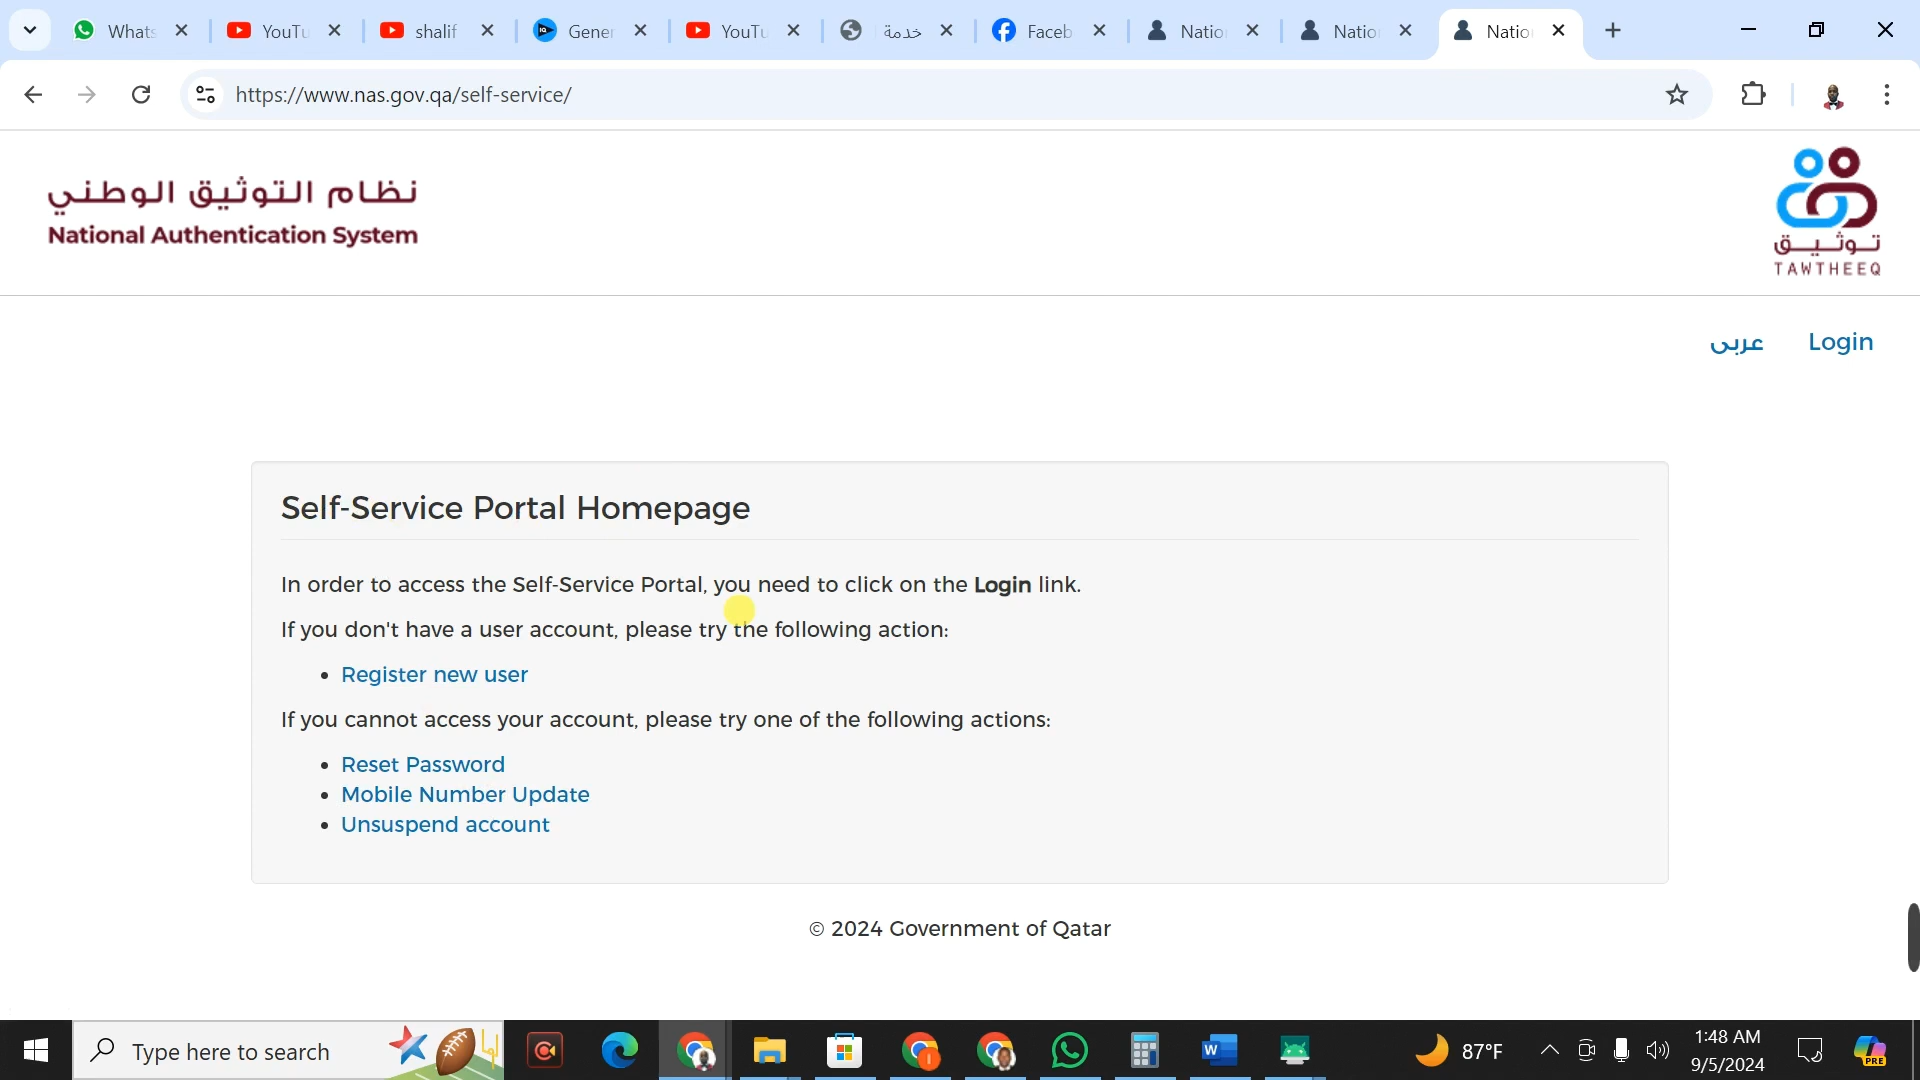 Whats
YouTu
shalif
Gener
YouTu
خدمة
Faceb
Natio
Natio
Natio
https://www.nas.gov.qa/self-service/
نظام التوثيق الوطني
National Authentication System
توثيق
TAWTHEEQ
عربى
Login
Self-Service Portal Homepage
In order to access the Self-Service Portal, you need to click on the Login link.
If you don't have a user account, please try the following action:
• Register new user
If you cannot access your account, please try one of the following actions:
• Reset Password
• Mobile Number Update
• Unsuspend account
© 2024 Government of Qatar
Type here to search
87°F
1:48 AM
9/5/2024
PRE